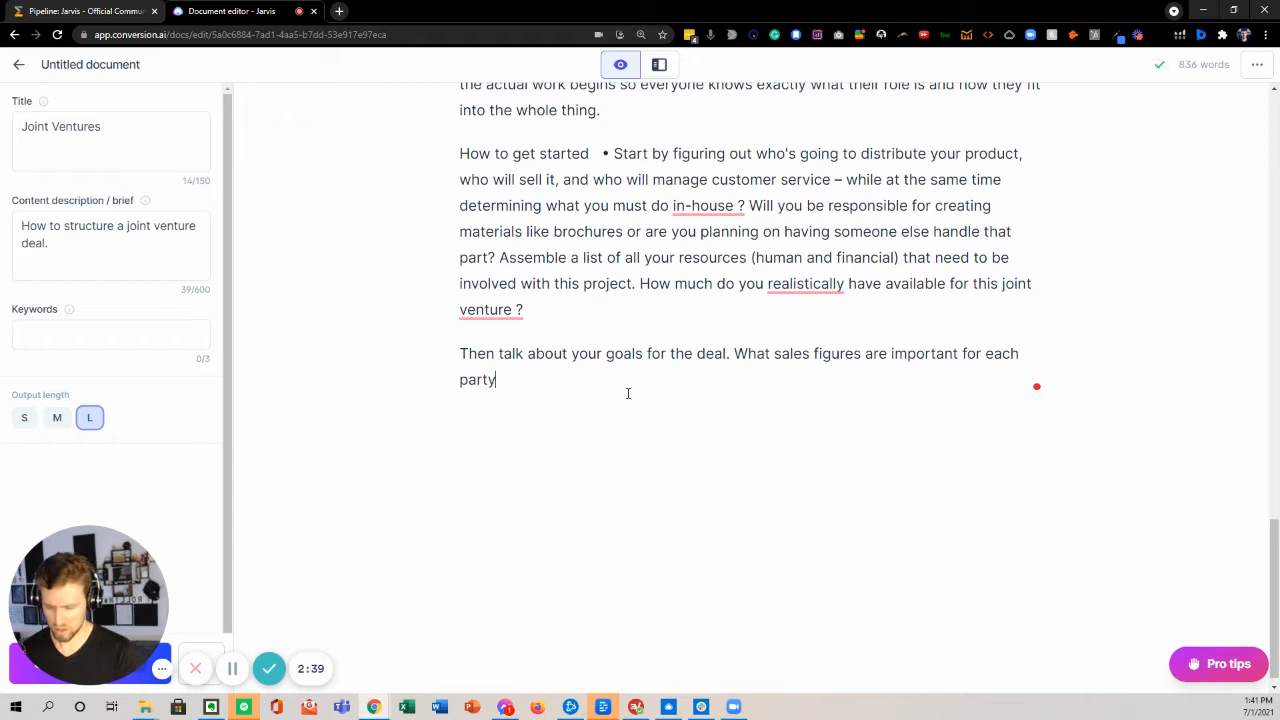 Pipeline: Jarvis - Official Commu
Document editor - Jarvis
app.conversion.ai/docs/edit/5a0c6884-7ad1-4aa5-b7dd-53e917e97eca
Untitled document
836 words
Title
Joint Ventures
14/150
Content description / brief
How to structure a joint venture
deal.
39/600
Keywords
0/3
Output length
S M L
the actual work begins so everyone knows exactly what their role is and how they fit
into the whole thing.
How to get started • Start by figuring out who's going to distribute your product,
who will sell it, and who will manage customer service – while at the same time
determining what you must do in-house ? Will you be responsible for creating
materials like brochures or are you planning on having someone else handle that
part? Assemble a list of all your resources (human and financial) that need to be
involved with this project. How much do you realistically have available for this joint
venture ?
Then talk about your goals for the deal. What sales figures are important for each
party
2:39
Pro tips
1:41 PM
7/1/2021